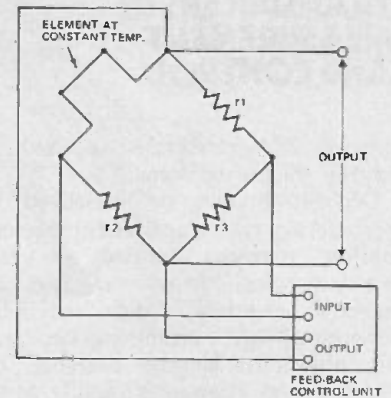 ELEMENT AT
CONSTANT TEMP.
r1
OUTPUT
r2
r3
INPUT
OUTPUT
FEED-BACK
CONTROL UNIT